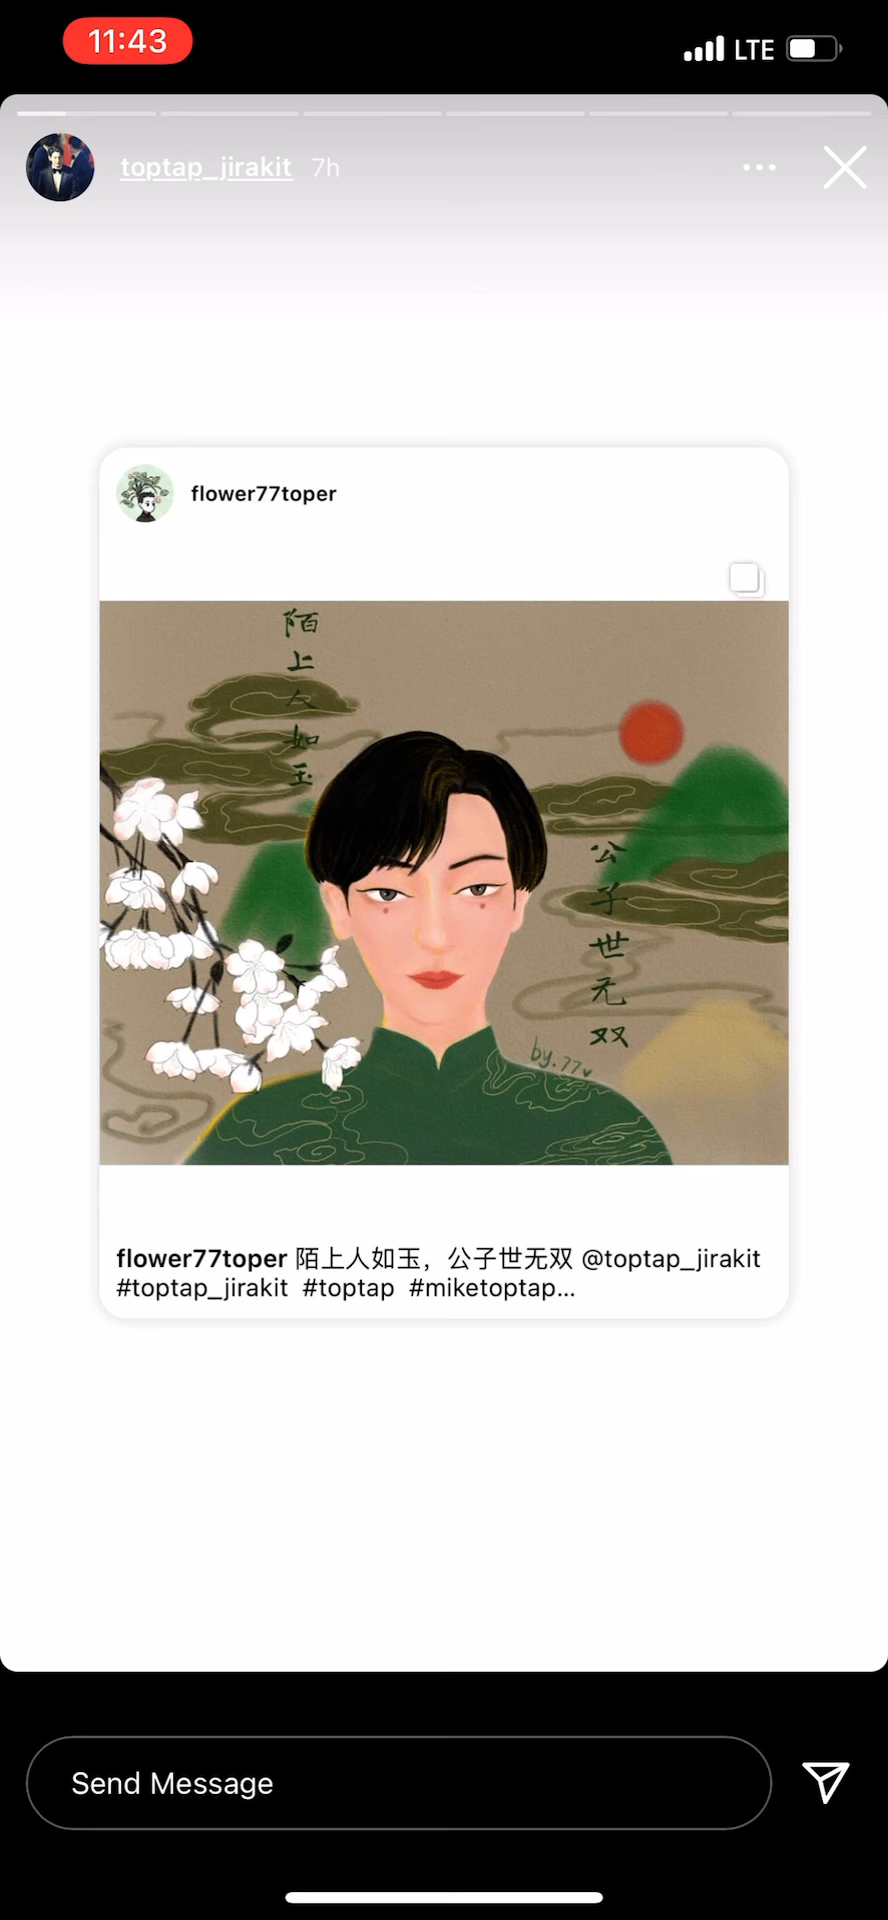 11:43
LTE
toptap_jirakit 7h
flower77toper
陌上人如玉
公子世无双
by.77
flower77toper 陌上人如玉，公子世无双 @toptap_jirakit
#toptap_jirakit #toptap #miketoptap...
Send Message